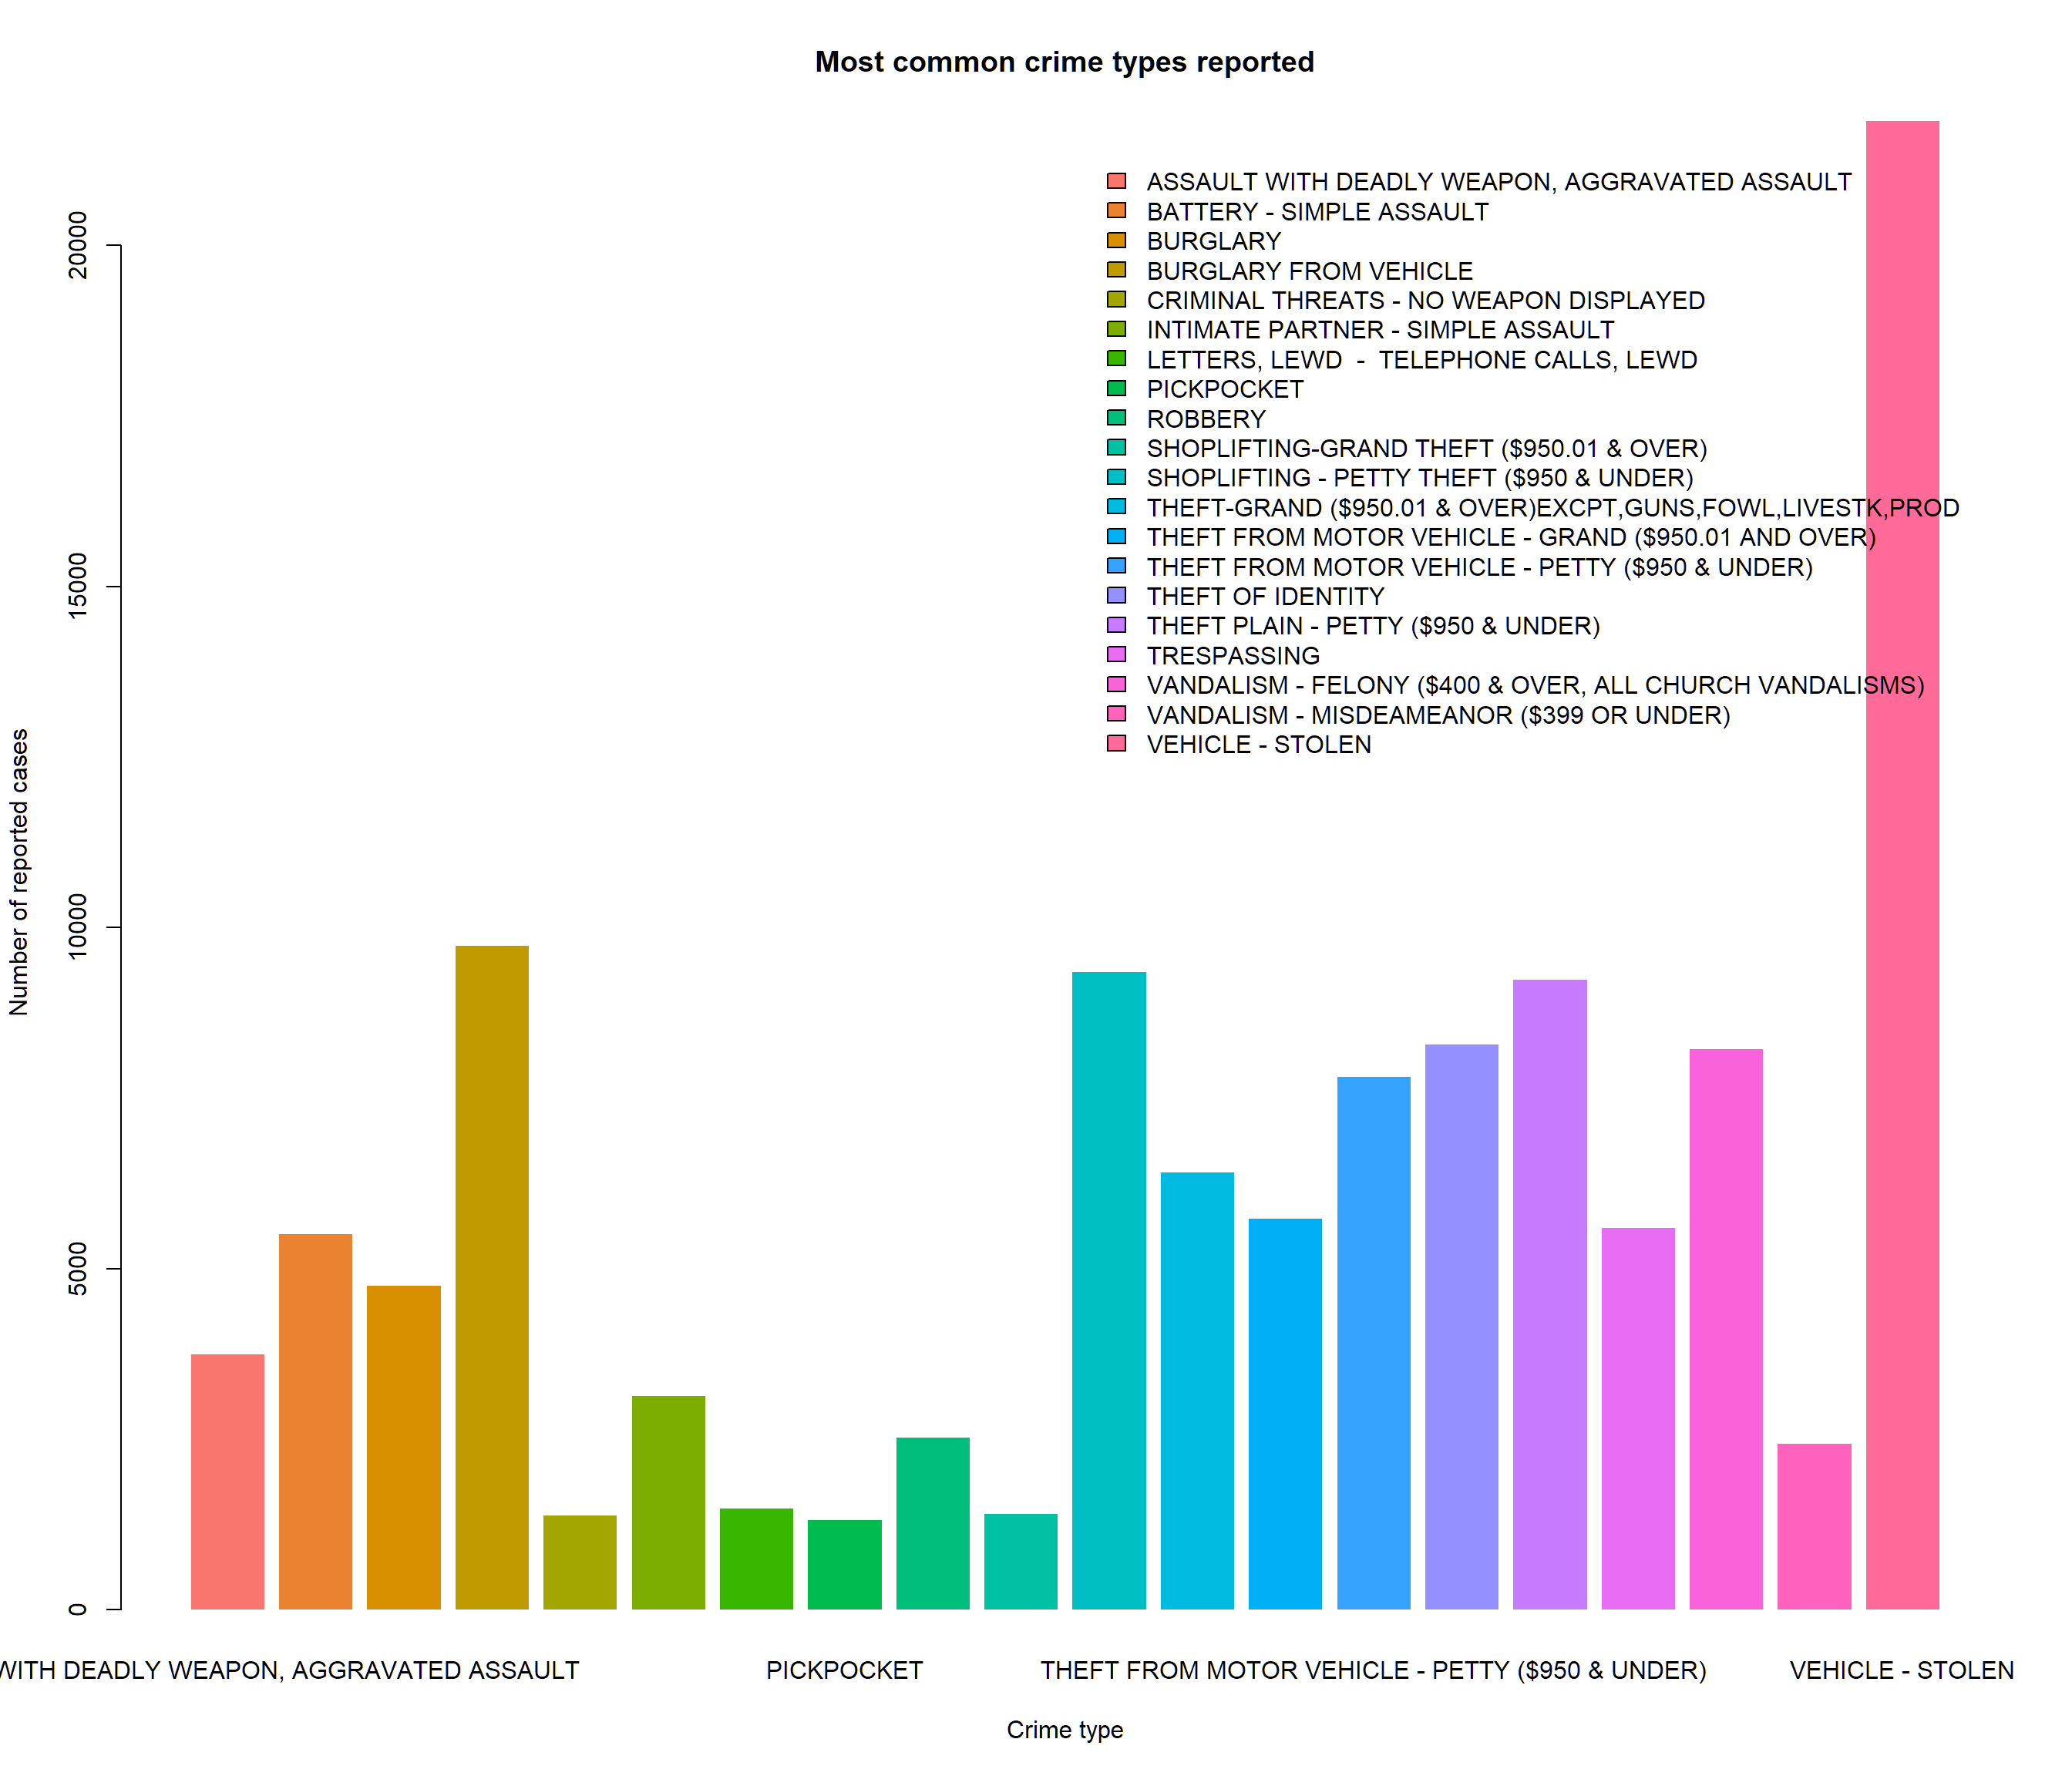 Most common crime types reported
ASSAULT WITH DEADLY WEAPON, AGGRAVATED ASSAULT
BATTERY - SIMPLE ASSAULT
BURGLARY
BURGLARY FROM VEHICLE
CRIMINAL THREATS - NO WEAPON DISPLAYED
INTIMATE PARTNER - SIMPLE ASSAULT
LETTERS, LEWD  -  TELEPHONE CALLS, LEWD
PICKPOCKET
ROBBERY
SHOPLIFTING-GRAND THEFT ($950.01 & OVER)
SHOPLIFTING - PETTY THEFT ($950 & UNDER)
THEFT-GRAND ($950.01 & OVER)EXCPT,GUNS,FOWL,LIVESTK,PROD
THEFT FROM MOTOR VEHICLE - GRAND ($950.01 AND OVER)
THEFT FROM MOTOR VEHICLE - PETTY ($950 & UNDER)
THEFT OF IDENTITY
THEFT PLAIN - PETTY ($950 & UNDER)
TRESPASSING
VANDALISM - FELONY ($400 & OVER, ALL CHURCH VANDALISMS)
VANDALISM - MISDEAMEANOR ($399 OR UNDER)
VEHICLE - STOLEN
Number of reported cases
20000
15000
10000
5000
0
WITH DEADLY WEAPON, AGGRAVATED ASSAULT
PICKPOCKET
THEFT FROM MOTOR VEHICLE - PETTY ($950 & UNDER)
VEHICLE - STOLEN
Crime type